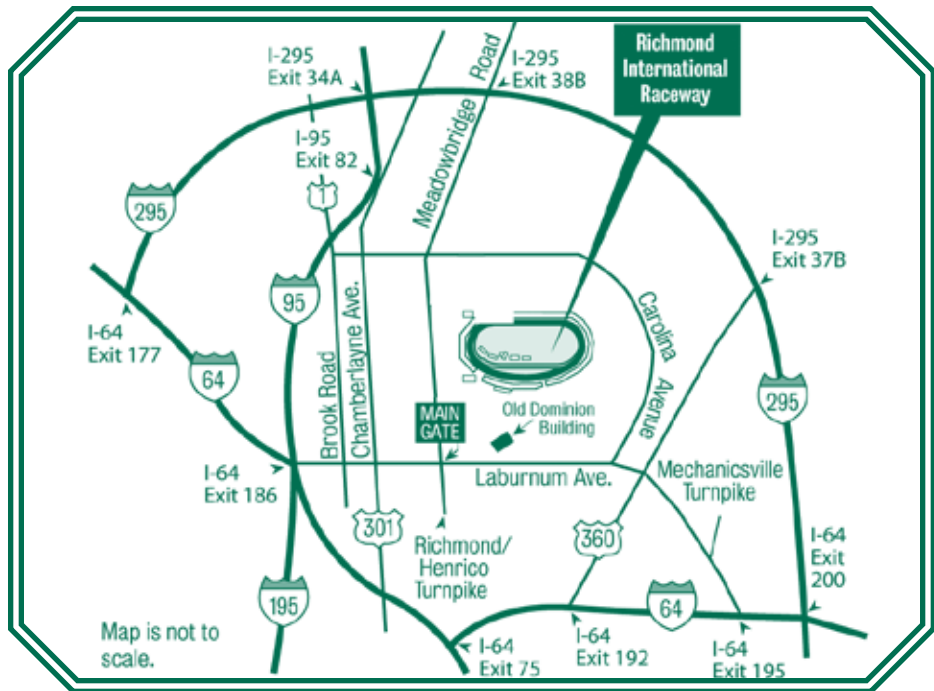 Richmond
International
Raceway
I-295
Exit 34A
I-295
Exit 38B
Meadowbridge Road
I-95
Exit 82
1
295
I-295
Exit 37B
95
I-64
Exit 177
64
Brook Road
Chamberlayne Ave.
Carolina Avenue
295
MAIN
GATE
Old Dominion
Building
I-64
Exit 186
Laburnum Ave.
Mechanicsville
Turnpike
301
360
Richmond/
Henrico
Turnpike
I-64
Exit
200
195
64
Map is not to
scale.
I-64
Exit 75
I-64
Exit 192
I-64
Exit 195